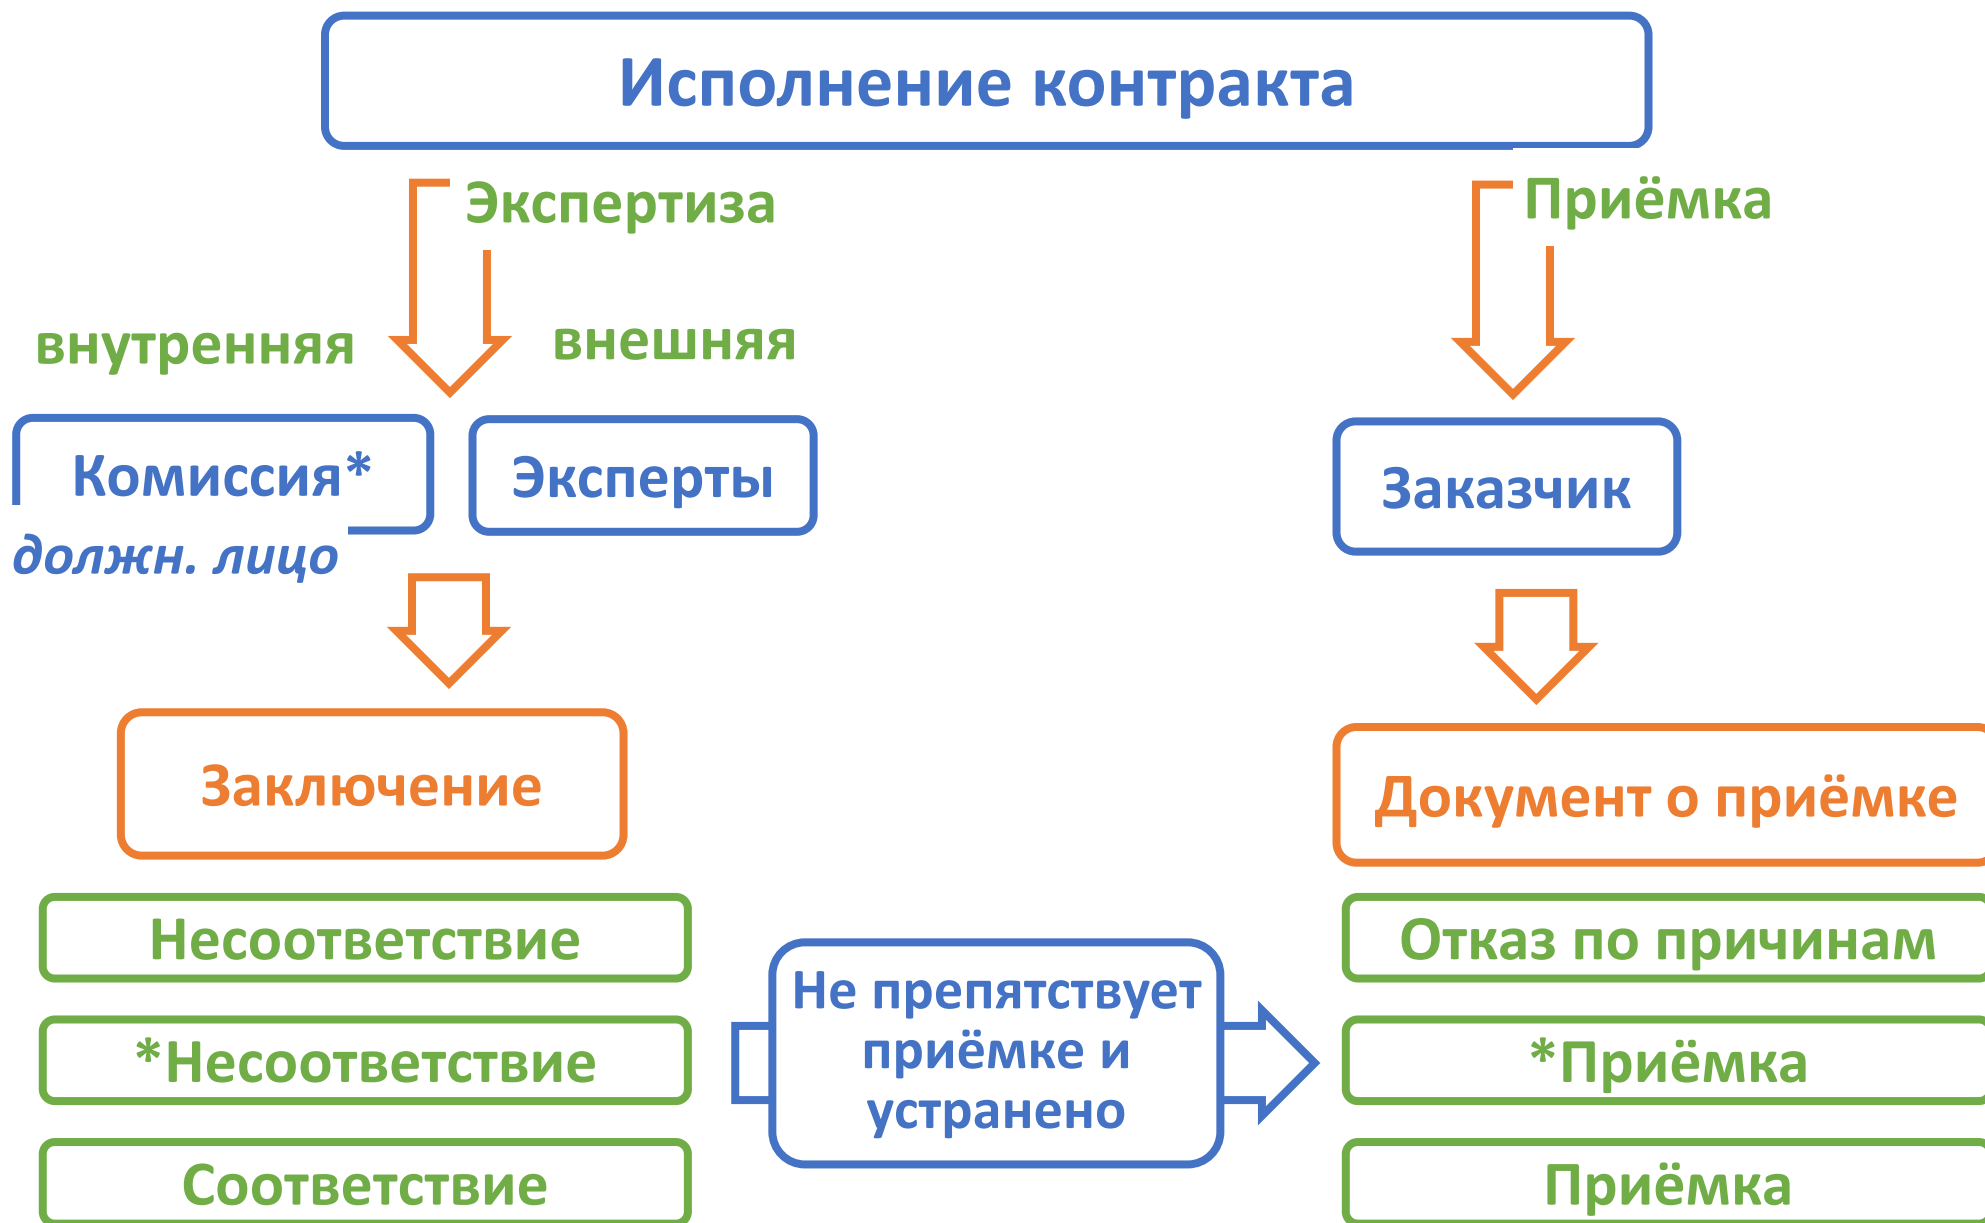 Исполнение контракта
Экспертиза
Приёмка
внутренняя
внешняя
Комиссия*
должн. лицо
Эксперты
Заказчик
Заключение
Документ о приёмке
Несоответствие
*Несоответствие
Соответствие
Не препятствует
приёмке и
устранено
Отказ по причинам
*Приёмка
Приёмка